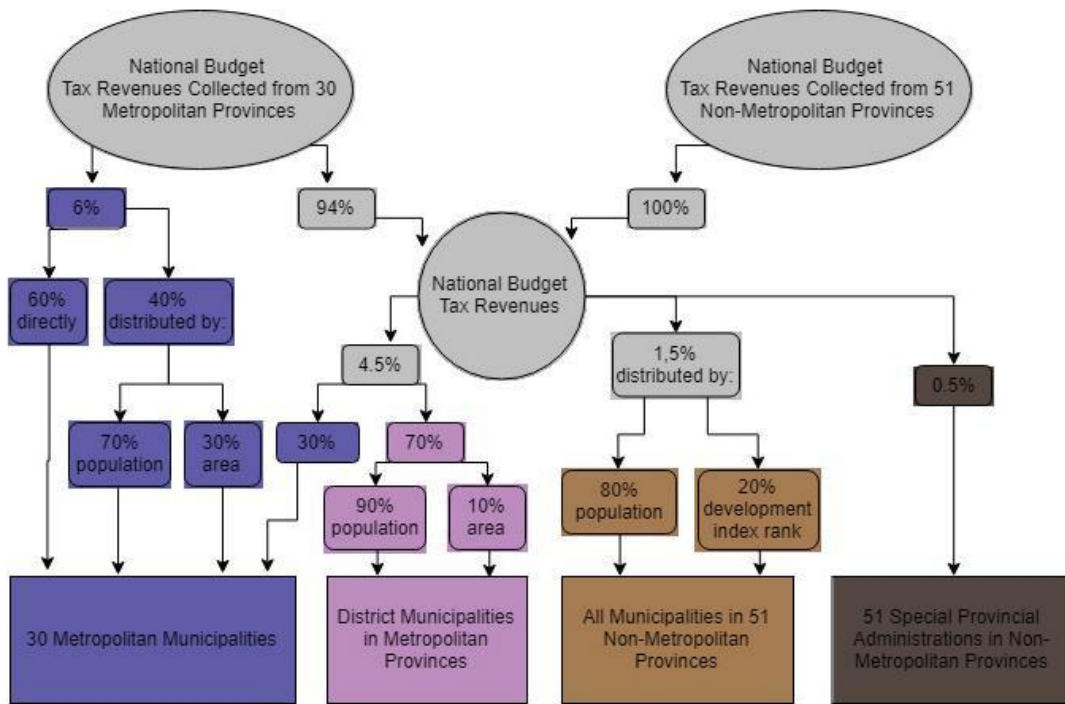 National Budget
Tax Revenues Collected from 30
Metropolitan Provinces
National Budget
Tax Revenues Collected from 51
Non-Metropolitan Provinces
6%
94%
100%
60%
directly
40%
distributed by:
National Budget
Tax Revenues
4.5%
1,5%
distributed by:
0.5%
70%
population
30%
area
30%
70%
90%
population
10%
area
80%
population
20%
development
index rank
30 Metropolitan Municipalities
District Municipalities
in Metropolitan
Provinces
All Municipalities in 51
Non-Metropolitan
Provinces
51 Special Provincial
Administrations in Non-
Metropolitan Provinces